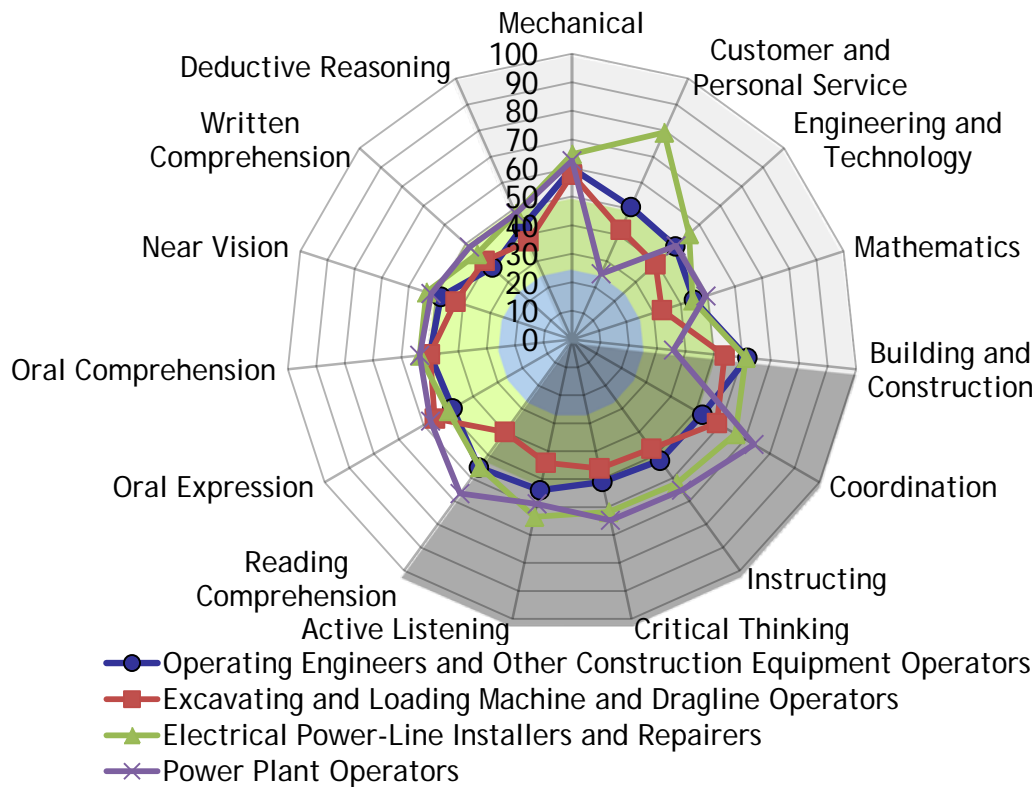 Mechanical
Customer and
Personal Service
Engineering and
Technology
Mathematics
Building and
Construction
Coordination
Instructing
Critical Thinking
Active Listening
Reading
Comprehension
Oral Expression
Oral Comprehension
Near Vision
Written
Comprehension
Deductive Reasoning
100
90
80
70
60
50
40
30
20
10
0
Operating Engineers and Other Construction Equipment Operators
Excavating and Loading Machine and Dragline Operators
Electrical Power-Line Installers and Repairers
Power Plant Operators